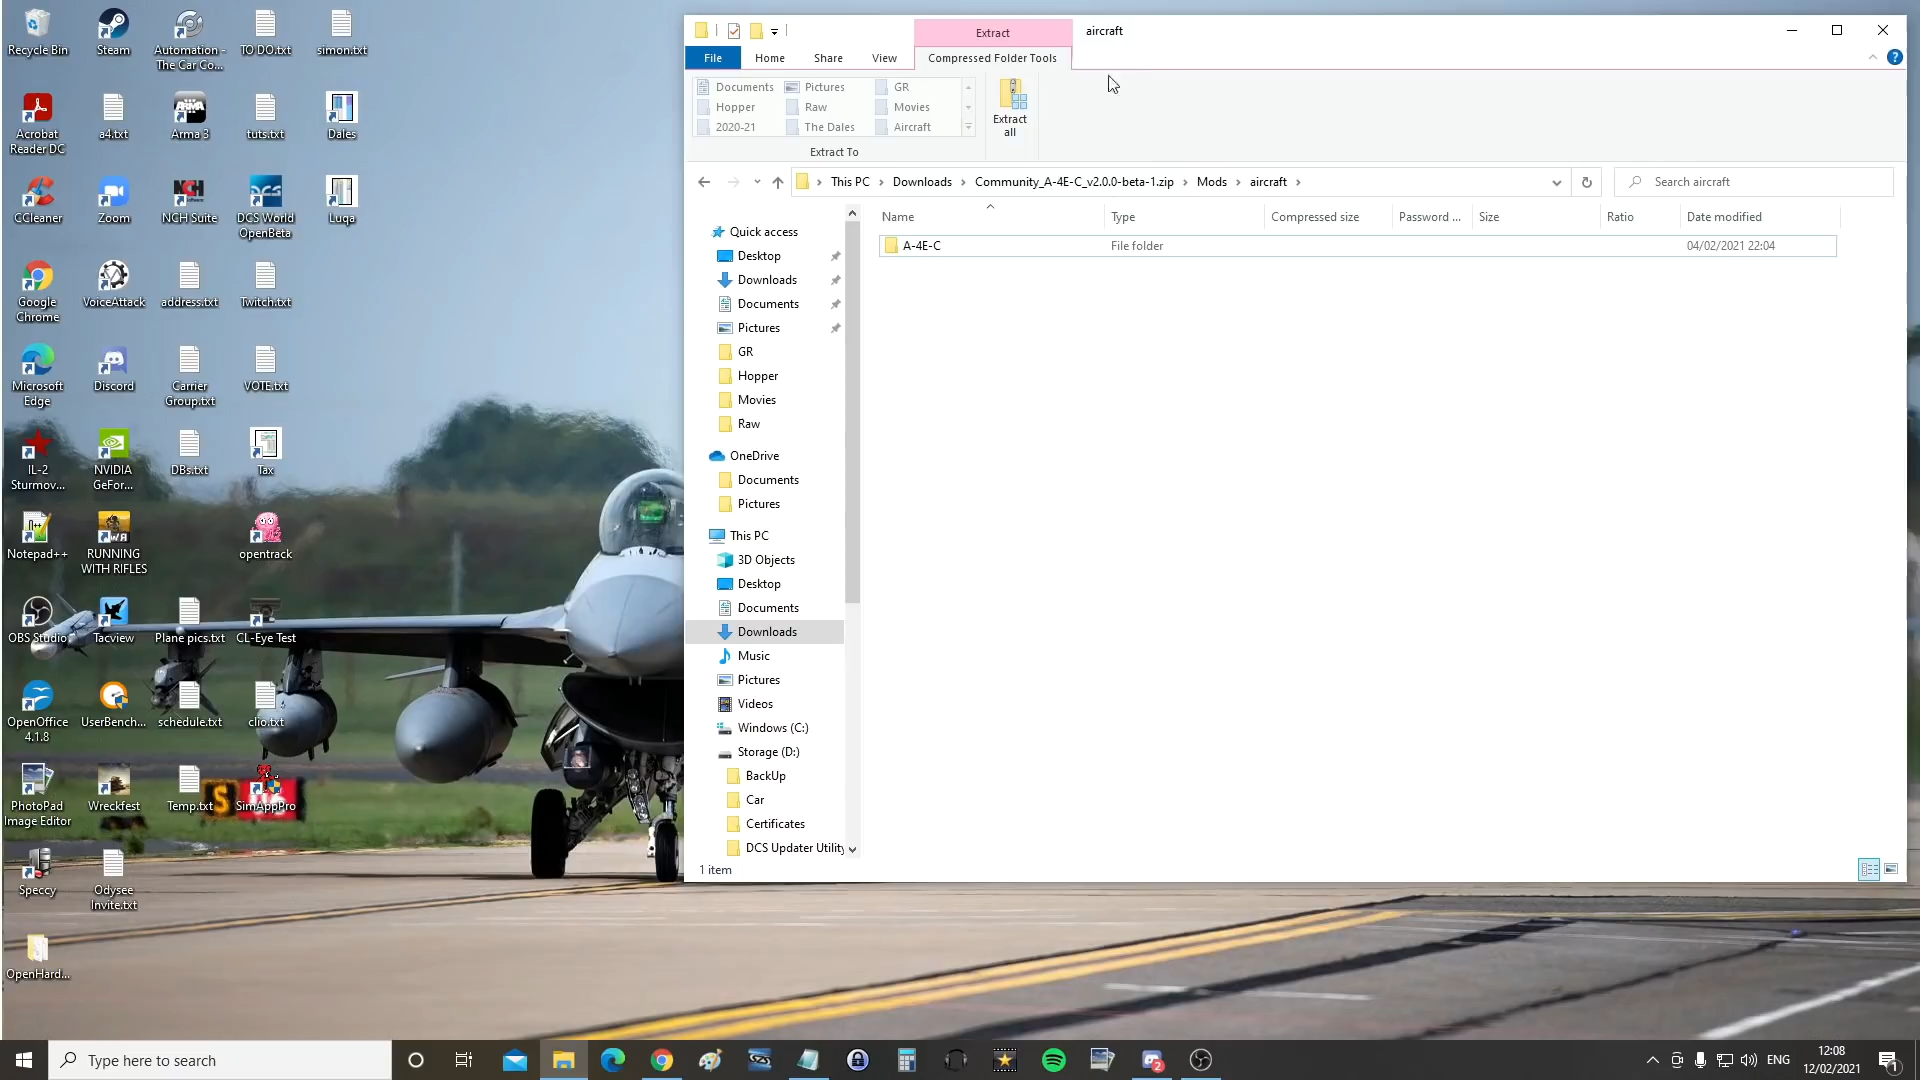 Recycle Bin
Steam
Automation -
The Car Co...
TO DO.txt
simon.txt
Acrobat
Reader DC
a4.txt
Arma 3
tuts.txt
Dales
CCleaner
Zoom
NCH Suite
DCS World
OpenBeta
Luqa
Google
Chrome
VoiceAttack
address.txt
Twitch.txt
Microsoft
Edge
Discord
Carrier
Group.txt
VOTE.txt
IL-2
Sturmov...
NVIDIA
GeFor...
DBs.txt
Tax
Notepad++
RUNNING
WITH RIFLES
opentrack
OBS Studio
Tacview
Plane pics.txt
CL-Eye Test
OpenOffice
4.1.8
UserBench...
schedule.txt
clio.txt
PhotoPad
Image Editor
Wreckfest
Temp.txt
SimAppPro
Speccy
Odysee
Invite.txt
OpenHard...
Extract
aircraft
File
Home
Share
View
Compressed Folder Tools
Documents
Pictures
GR
Hopper
Raw
Movies
2020-21
The Dales
Aircraft
Extract To
Extract
all
This PC
Downloads
Community_A-4E-C_v2.0.0-beta-1.zip
Mods
aircraft
Search aircraft
Name
Type
Compressed size
Password ...
Size
Ratio
Date modified
A-4E-C
File folder
04/02/2021 22:04
Quick access
Desktop
Downloads
Documents
Pictures
GR
Hopper
Movies
Raw
OneDrive
Documents
Pictures
This PC
3D Objects
Desktop
Documents
Downloads
Music
Pictures
Videos
Windows (C:)
Storage (D:)
BackUp
Car
Certificates
DCS Updater Utility
1 item
Type here to search
2
ENG
12:08
12/02/2021
1